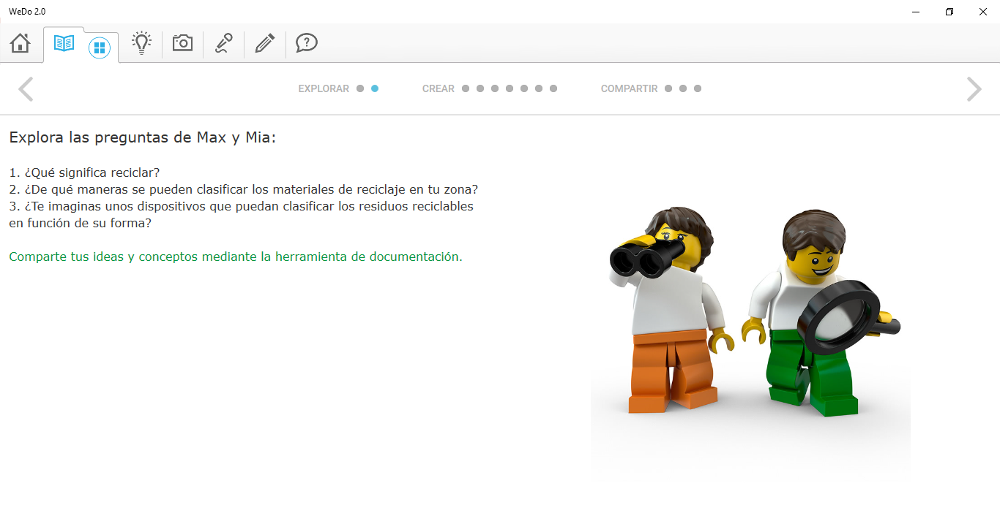 WeDo 2.0
?
EXPLORAR
CREAR
COMPARTIR
Explora las preguntas de Max y Mia:
1. ¿Qué significa reciclar?
2. ¿De qué maneras se pueden clasificar los materiales de reciclaje en tu zona?
3. ¿Te imaginas unos dispositivos que puedan clasificar los residuos reciclables
en función de su forma?
Comparte tus ideas y conceptos mediante la herramienta de documentación.